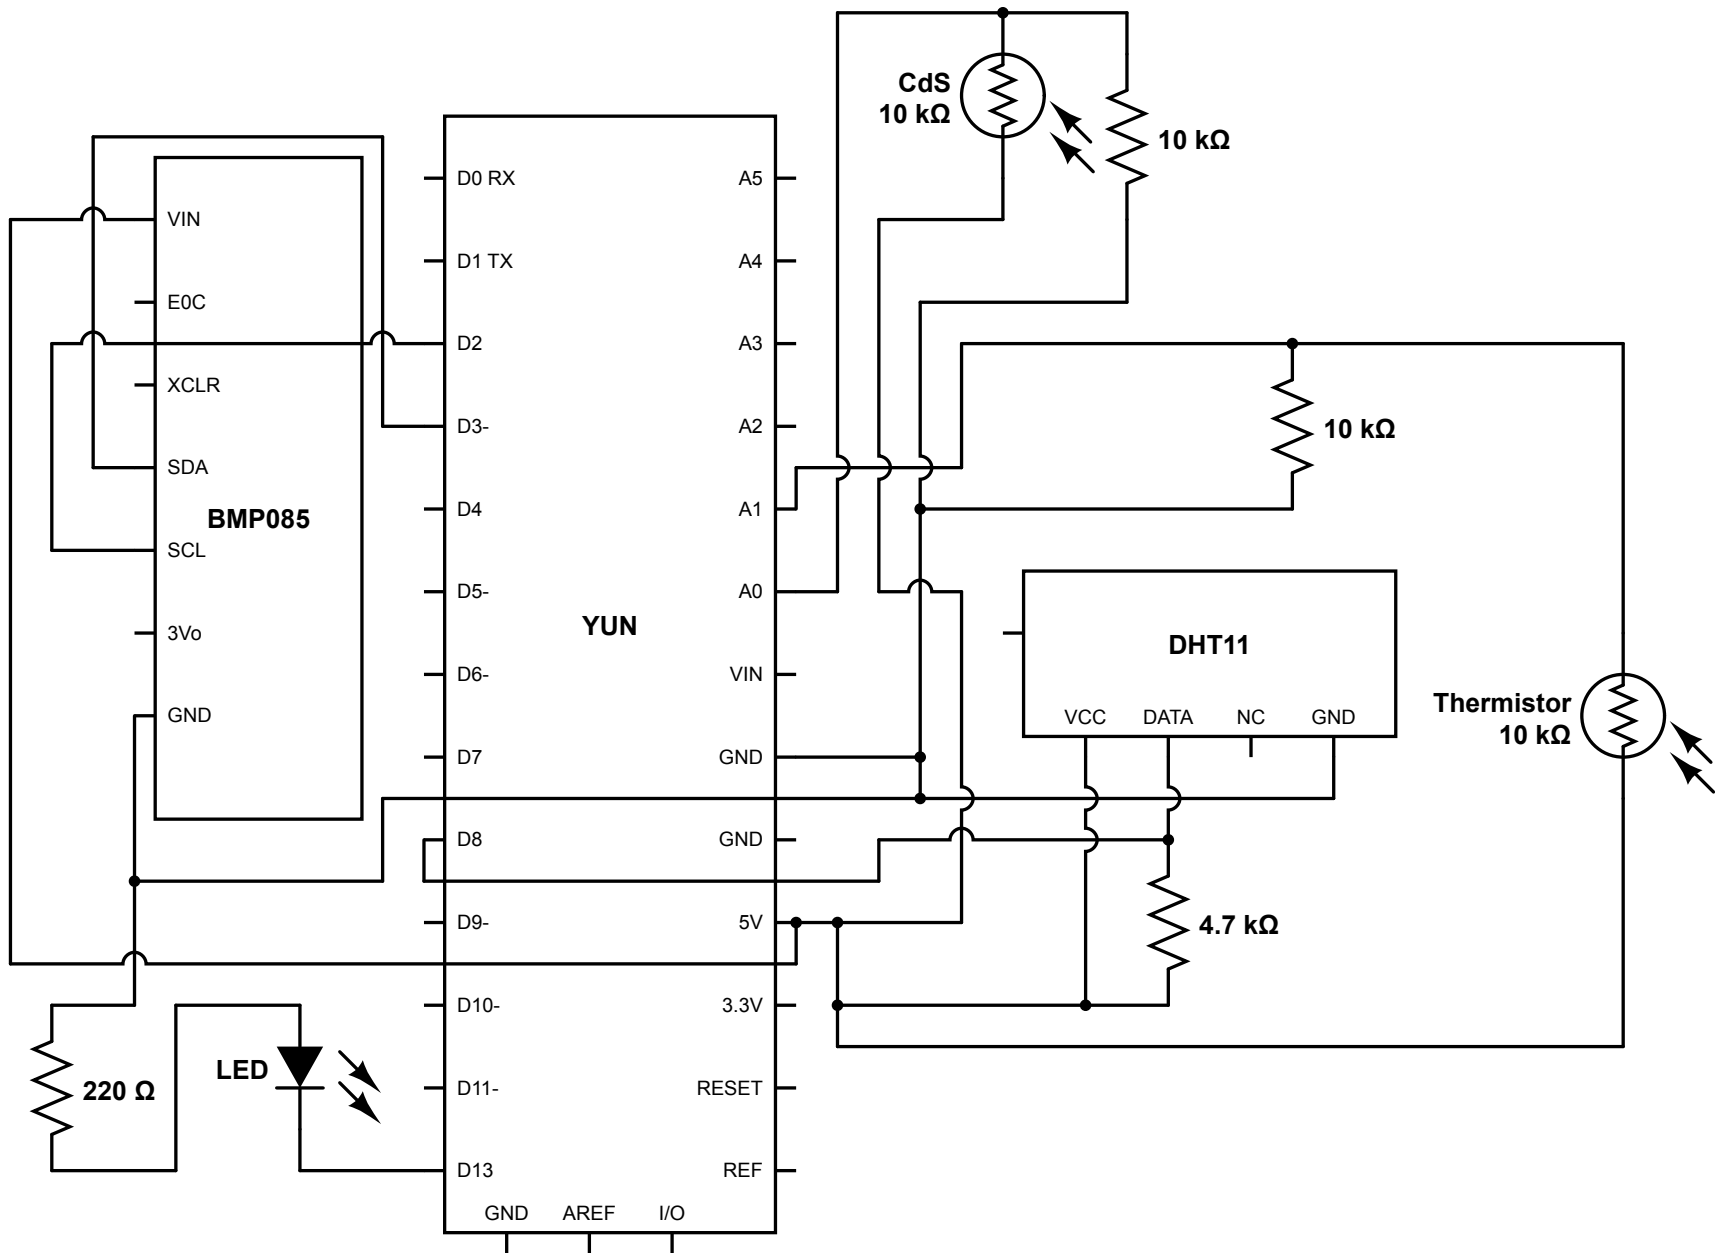 CdS
10 kΩ
10 kΩ
VIN
E0C
XCLR
SDA
BMP085
SCL
3Vo
GND
D0 RX
D1 TX
D2
D3-
D4
D5-
D6-
D7
D8
D9-
D10-
D11-
D13
YUN
A5
A4
A3
A2
A1
A0
VIN
GND
GND
5V
3.3V
RESET
REF
GND AREF I/O
10 kΩ
DHT11
VCC DATA NC GND
Thermistor
10 kΩ
4.7 kΩ
220 Ω
LED